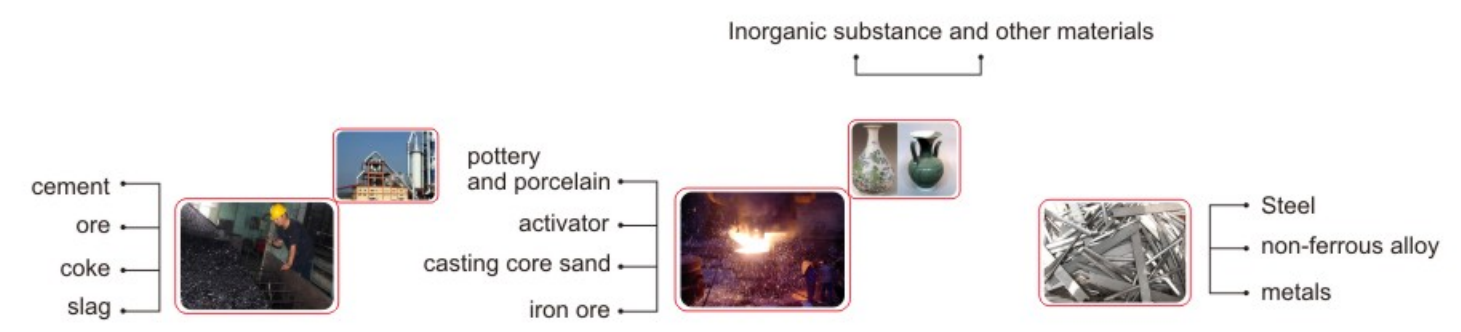 Inorganic substance and other materials
cement
ore
coke
slag
pottery
and porcelain
activator
casting core sand
iron ore
Steel
non-ferrous alloy
metals